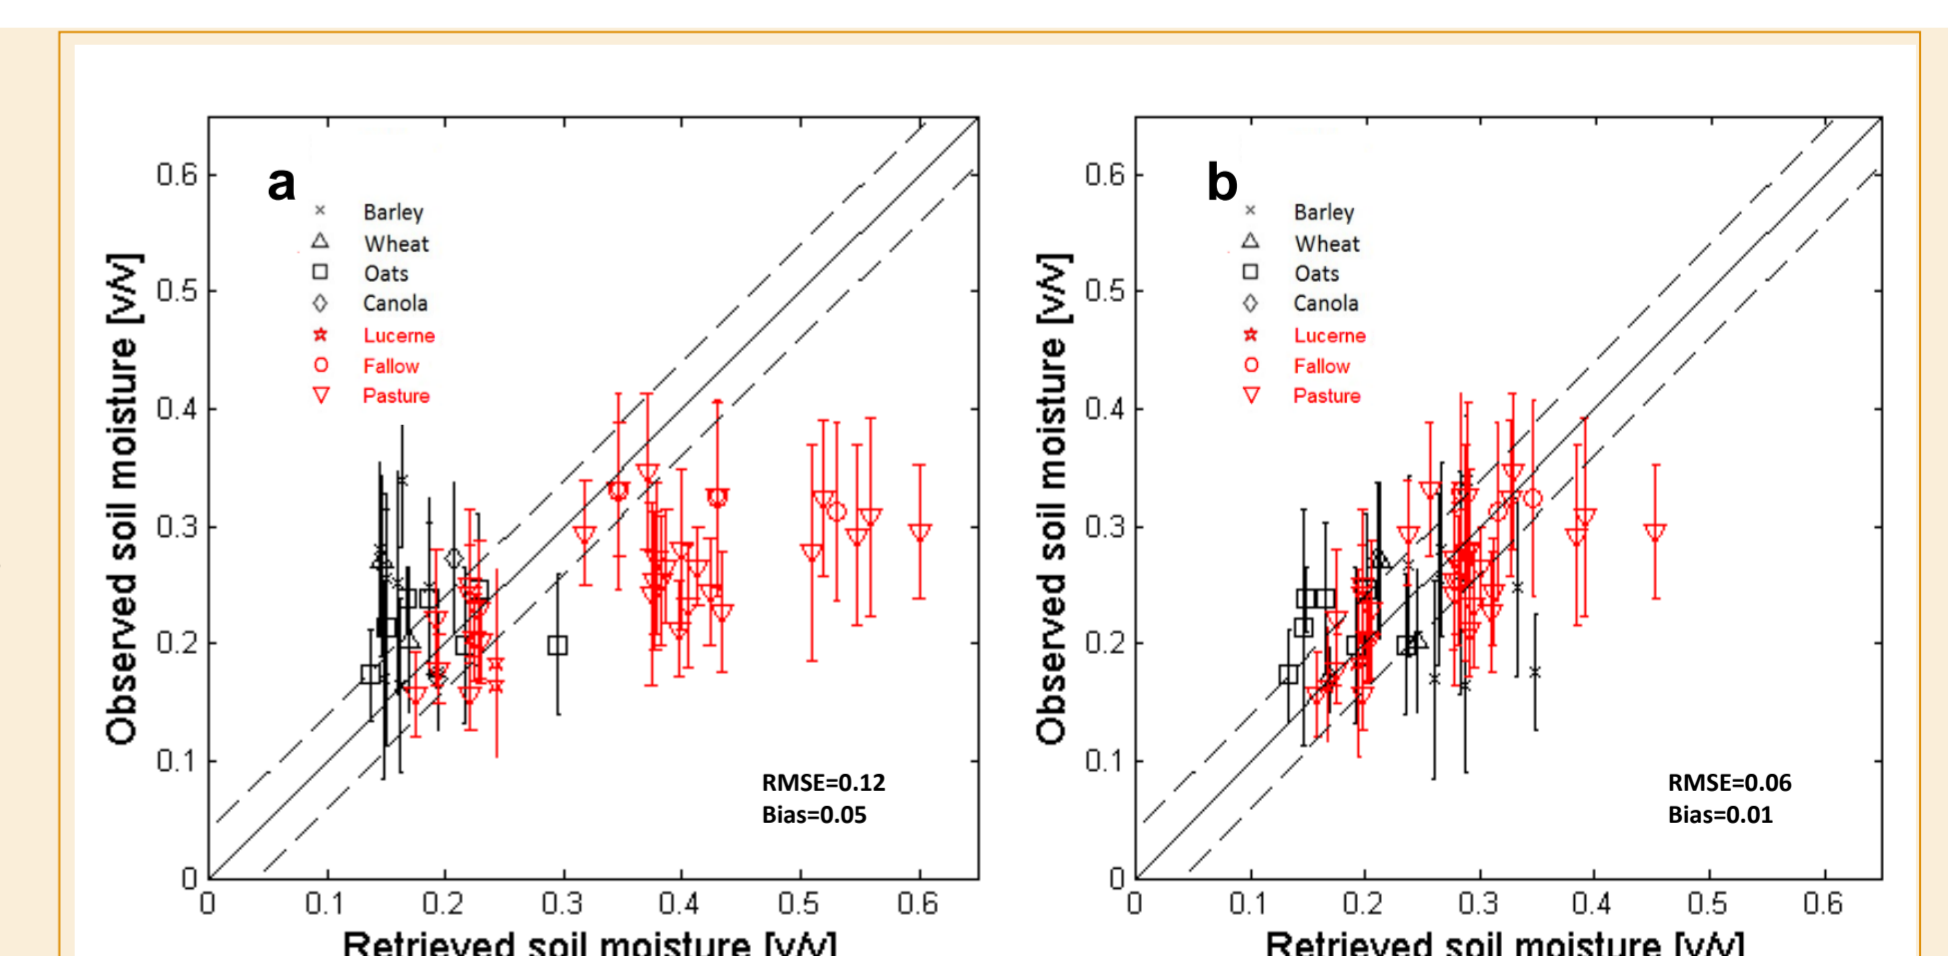 a
Barley
Wheat
Oats
Canola
Lucerne
Fallow
Pasture
RMSE=0.12
Bias=0.05
Observed soil moisture [v/v]
0.6
0.5
0.4
0.3
0.2
0.1
0
0 0.1 0.2 0.3 0.4 0.5 0.6
Retrieved soil moisture [v/v]
b
Barley
Wheat
Oats
Canola
Lucerne
Fallow
Pasture
RMSE=0.06
Bias=0.01
Observed soil moisture [v/v]
0.6
0.5
0.4
0.3
0.2
0.1
0
0 0.1 0.2 0.3 0.4 0.5 0.6
Retrieved soil moisture [v/v]